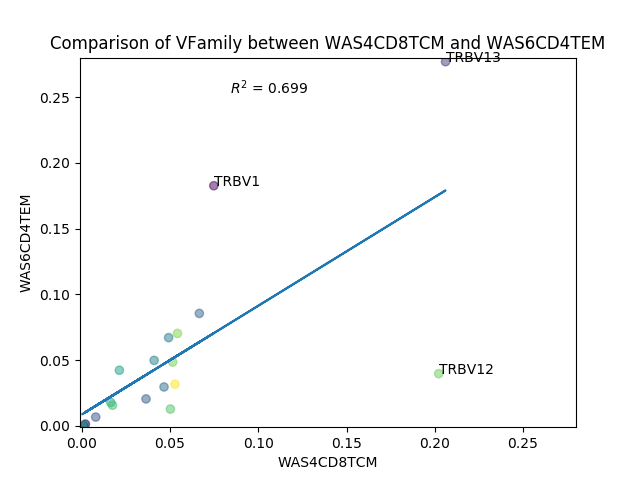 Comparison of VFamily between WAS4CD8TCM and WAS6CD4TEM
TRBV13
R² = 0.699
TRBV1
TRBV12
WAS6CD4TEM
0.25
0.20
0.15
0.10
0.05
0.00
0.00 0.05 0.10 0.15 0.20 0.25
WAS4CD8TCM